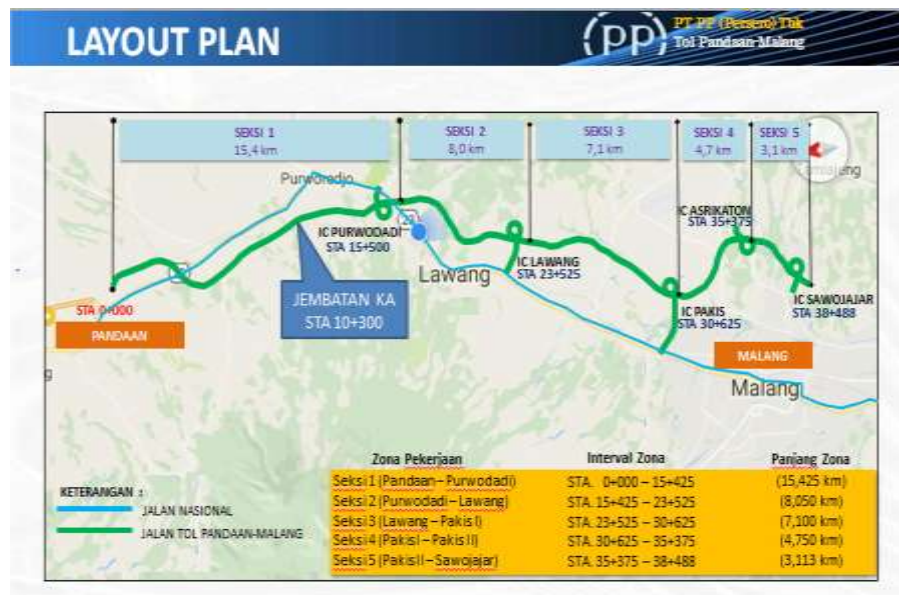 LAYOUT PLAN
PT PP (Persero) Tbk
Tol Pandaan-Malang
SEKSI 1
15,4 km
SEKSI 2
8,0 km
SEKSI 3
7,1 km
SEKSI 4
4,7 km
SEKSI 5
3,1 km
Purworedjo
IC PURWODADI
STA 15+500
Lawang
IC LAWANG
STA 23+525
IC ASRIKATON
STA 35+375
IC PAKIS
STA 30+625
IC SAWOJAJAR
STA 38+488
JEMBATAN KA
STA 10+300
STA 0+000
PANDAAN
MALANG
Malang
KETERANGAN :
JALAN NASIONAL
JALAN TOL PANDAAN-MALANG
Zona Pekerjaan Interval Zona Panjang Zona
Seksi 1 (Pandaan – Purwodadi) STA. 0+000 – 15+425 (15,425 km)
Seksi 2 (Purwodadi – Lawang) STA. 15+425 – 23+525 (8,050 km)
Seksi 3 (Lawang – Pakis I) STA. 23+525 – 30+625 (7,100 km)
Seksi 4 (Pakis I – Pakis II) STA. 30+625 – 35+375 (4,750 km)
Seksi 5 (Pakis II – Sawojajar) STA. 35+375 – 38+488 (3,113 km)